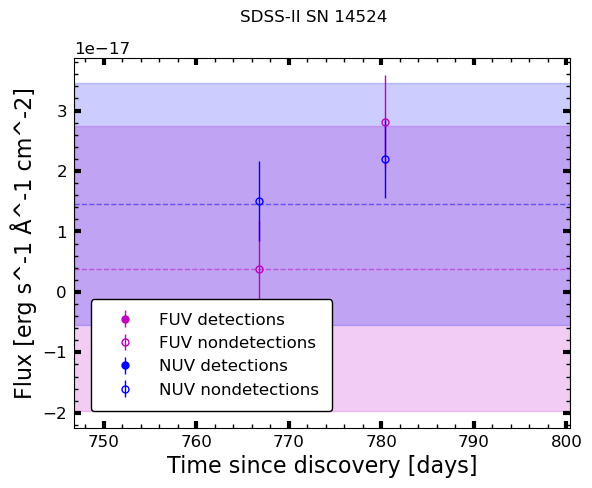 SDSS-II SN 14524
1e−17
3
2
1
0
−1
−2
Flux [erg s^-1 Å^-1 cm^-2]
FUV detections
FUV nondetections
NUV detections
NUV nondetections
750 760 770 780 790 800
Time since discovery [days]